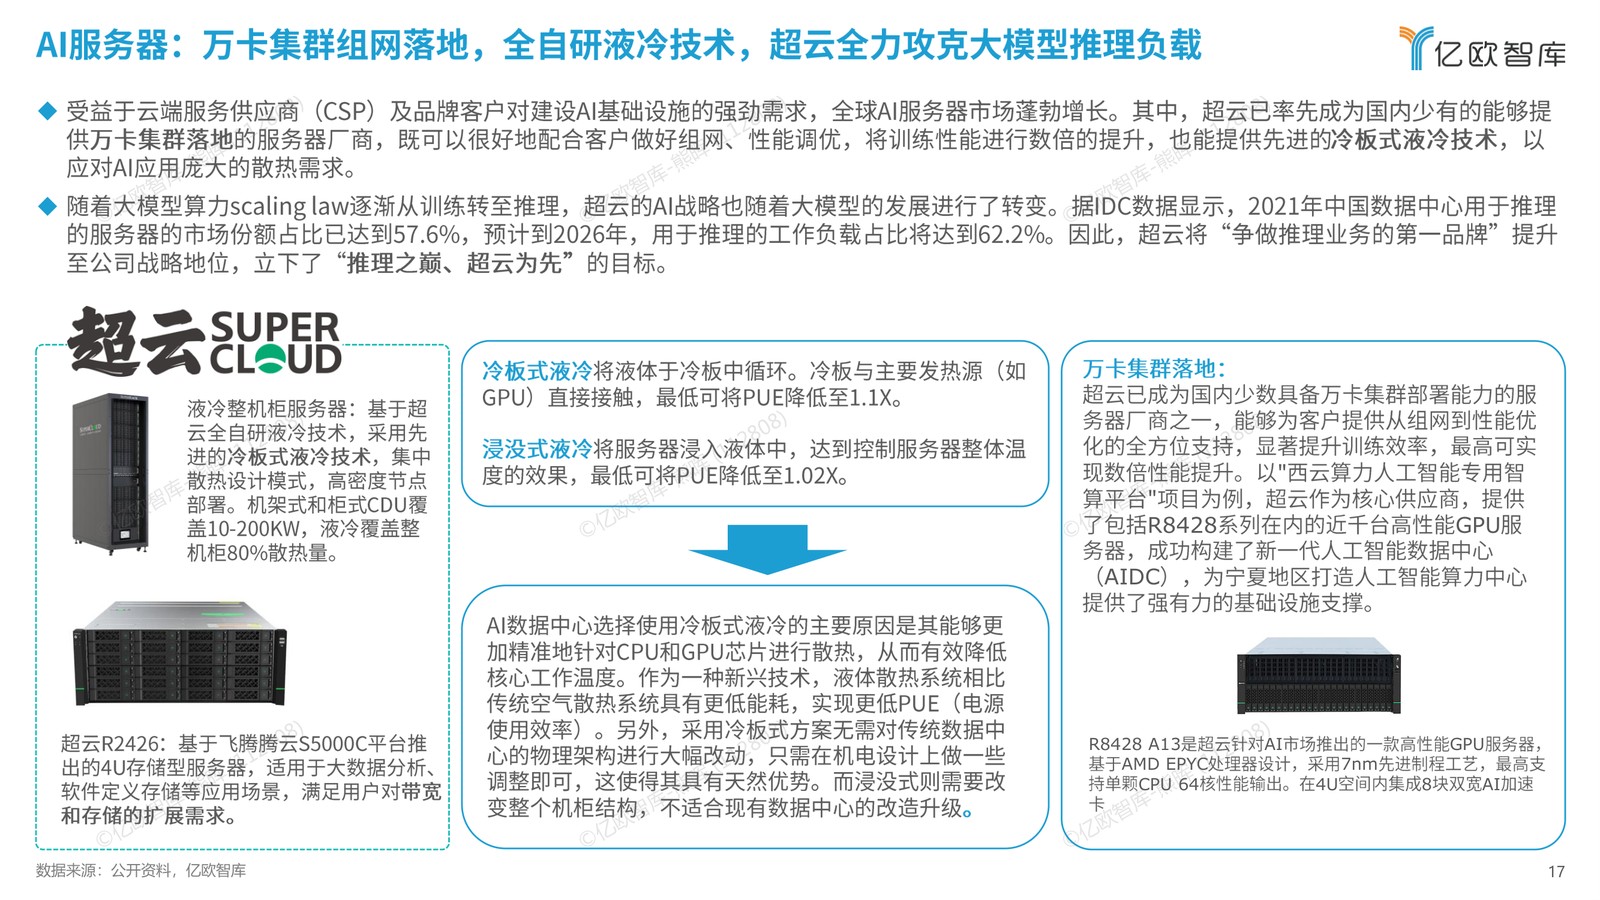 AI服务器：万卡集群组网落地，全自研液冷技术，超云全力攻克大模型推理负载
亿欧智库
◆ 受益于云端服务供应商（CSP）及品牌客户对建设AI基础设施的强劲需求，全球AI服务器市场蓬勃增长。其中，超云已率先成为国内少有的能够提
供万卡集群落地的服务器厂商，既可以很好地配合客户做好组网、性能调优，将训练性能进行数倍的提升，也能提供先进的冷板式液冷技术，以
应对AI应用庞大的散热需求。
◆ 随着大模型算力scaling law逐渐从训练转至推理，超云的AI战略也随着大模型的发展进行了转变。据IDC数据显示，2021年中国数据中心用于推理
的服务器的市场份额占比已达到57.6%，预计到2026年，用于推理的工作负载占比将达到62.2%。因此，超云将“争做推理业务的第一品牌”提升
至公司战略地位，立下了“推理之巅、超云为先”的目标。
超云 SUPER
CLOUD
液冷整机柜服务器：基于超
云全自研液冷技术，采用先
进的冷板式液冷技术，集中
散热设计模式，高密度节点
部署。机架式和柜式CDU覆
盖10-200KW，液冷覆盖整
机柜80%散热量。
超云R2426：基于飞腾腾云S5000C平台推
出的4U存储型服务器，适用于大数据分析、
软件定义存储等应用场景，满足用户对带宽
和存储的扩展需求。
冷板式液冷将液体于冷板中循环。冷板与主要发热源（如
GPU）直接接触，最低可将PUE降低至1.1X。
浸没式液冷将服务器浸入液体中，达到控制服务器整体温
度的效果，最低可将PUE降低至1.02X。
AI数据中心选择使用冷板式液冷的主要原因是其能够更
加精准地针对CPU和GPU芯片进行散热，从而有效降低
核心工作温度。作为一种新兴技术，液体散热系统相比
传统空气散热系统具有更低能耗，实现更低PUE（电源
使用效率）。另外，采用冷板式方案无需对传统数据中
心的物理架构进行大幅改动，只需在机电设计上做一些
调整即可，这使得其具有天然优势。而浸没式则需要改
变整个机柜结构，不适合现有数据中心的改造升级。
万卡集群落地：
超云已成为国内少数具备万卡集群部署能力的服
务器厂商之一，能够为客户提供从组网到性能优
化的全方位支持，显著提升训练效率，最高可实
现数倍性能提升。以"西云算力人工智能专用智
算平台"项目为例，超云作为核心供应商，提供
了包括R8428系列在内的近千台高性能GPU服
务器，成功构建了新一代人工智能数据中心
（AIDC），为宁夏地区打造人工智能算力中心
提供了强有力的基础设施支撑。
R8428 A13是超云针对AI市场推出的一款高性能GPU服务器，
基于AMD EPYC处理器设计，采用7nm先进制程工艺，最高支
持单颗CPU 64核性能输出。在4U空间内集成8块双宽AI加速
卡
数据来源：公开资料，亿欧智库
17